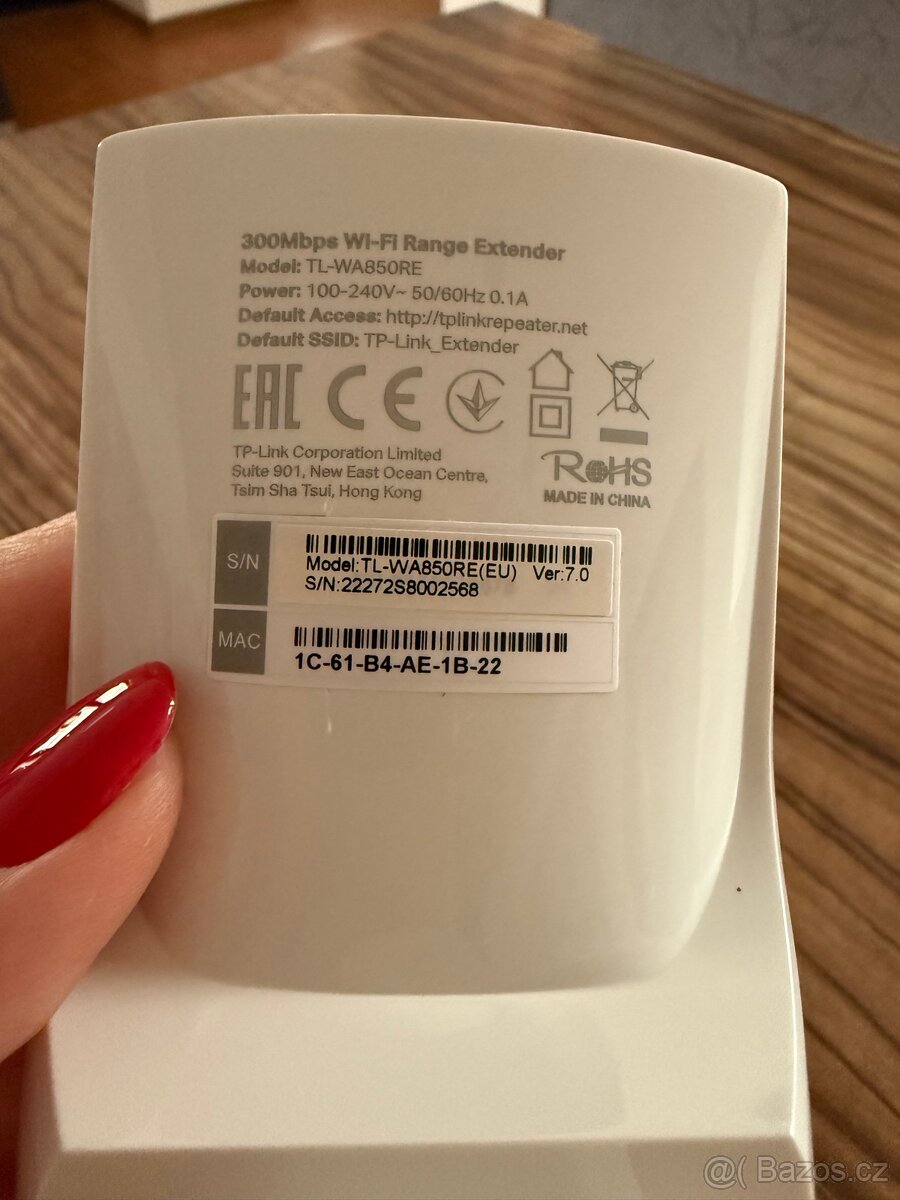 300Mbps Wi-Fi Range Extender
Model: TL-WA850RE
Power: 100-240V~ 50/60Hz 0.1A
Default Access: http://tplinkrepeater.net
Default SSID: TP-Link_Extender
EAC CE
TP-Link Corporation Limited
Suite 901, New East Ocean Centre,
Tsim Sha Tsui, Hong Kong
RoHS
MADE IN CHINA
S/N
Model:TL-WA850RE(EU) Ver:7.0
S/N:22272S8002568
MAC
1C-61-B4-AE-1B-22
@( Bazos.cz